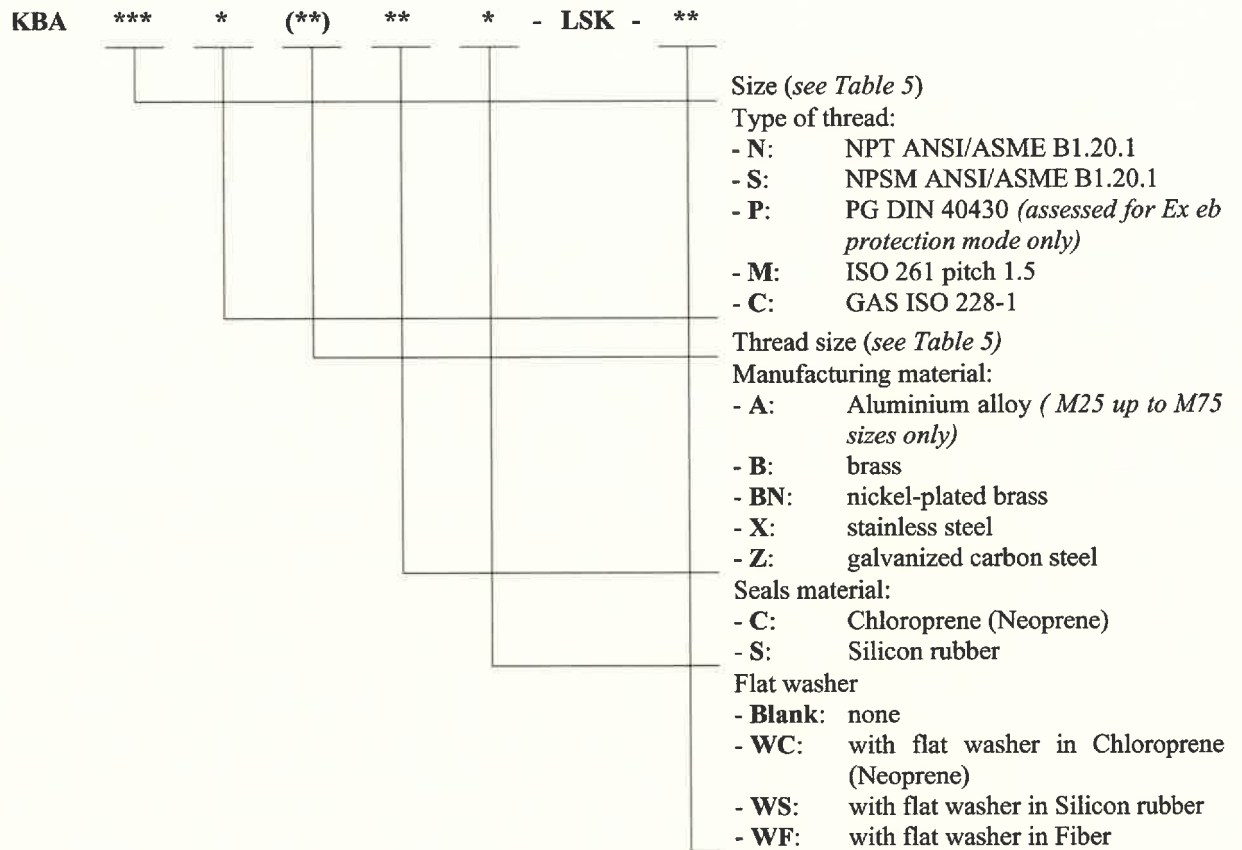 KBA *** * (**) ** * - LSK - **
Size (see Table 5)
Type of thread:
- N: NPT ANSI/ASME B1.20.1
- S: NPSM ANSI/ASME B1.20.1
- P: PG DIN 40430 (assessed for Ex eb
protection mode only)
- M: ISO 261 pitch 1.5
- C: GAS ISO 228-1
Thread size (see Table 5)
Manufacturing material:
- A: Aluminium alloy ( M25 up to M75
sizes only)
- B: brass
- BN: nickel-plated brass
- X: stainless steel
- Z: galvanized carbon steel
Seals material:
- C: Chloroprene (Neoprene)
- S: Silicon rubber
Flat washer
- Blank: none
- WC: with flat washer in Chloroprene
(Neoprene)
- WS: with flat washer in Silicon rubber
- WF: with flat washer in Fiber